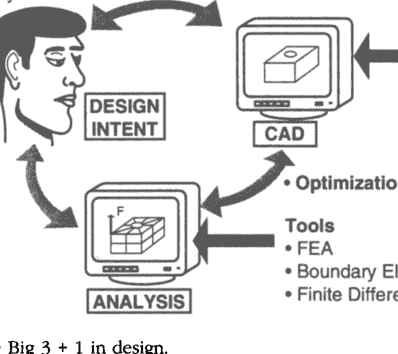 DESIGN
INTENT
CAD
• Optimizatio
F
Tools
• FEA
• Boundary El
• Finite Differe
ANALYSIS
Big 3 + 1 in design.